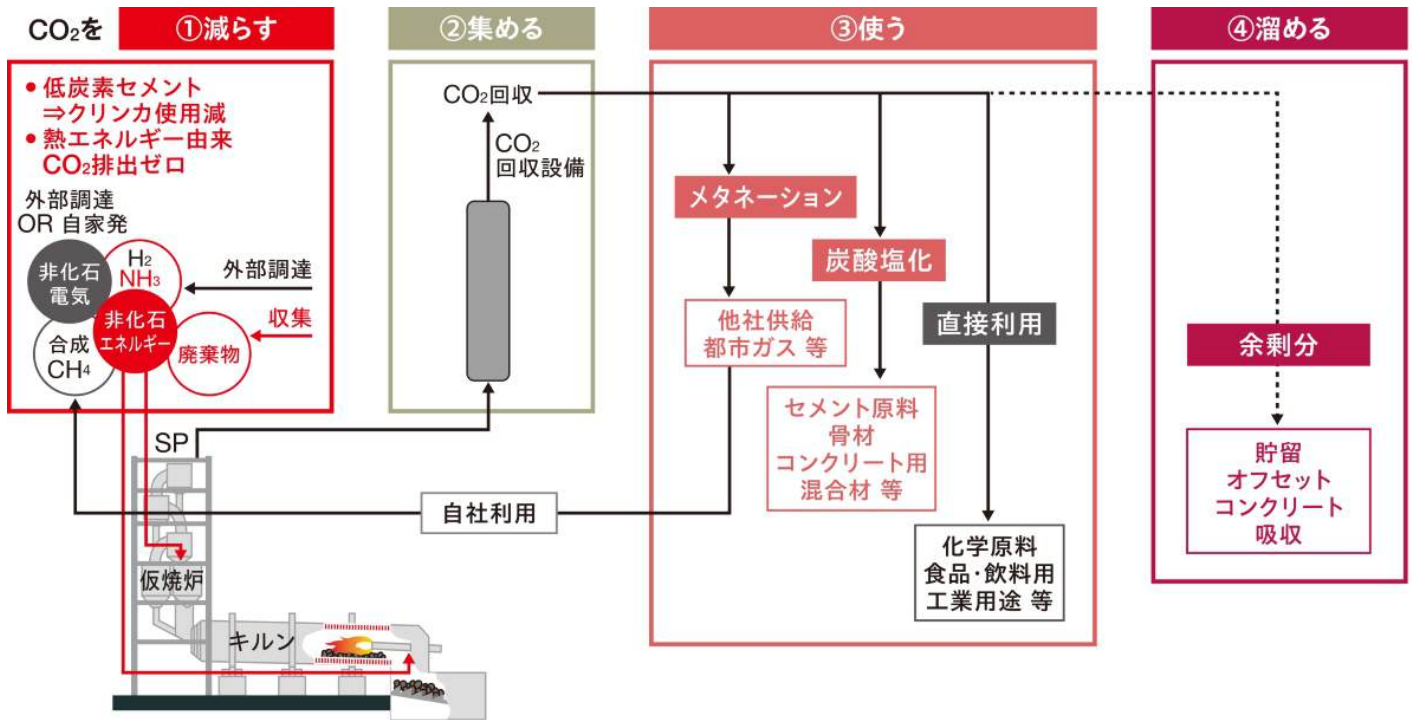 CO₂を
①減らす
②集める
③使う
④溜める
• 低炭素セメント
⇒クリンカ使用減
• 熱エネルギー由来
CO₂排出ゼロ
外部調達
OR 自家発
非化石
電気
H₂
NH₃
非化石
エネルギー
合成
CH₄
廃棄物
外部調達
収集
CO₂回収
CO₂
回収設備
メタネーション
炭酸塩化
直接利用
他社供給
都市ガス 等
セメント原料
骨材
コンクリート用
混合材 等
化学原料
食品・飲料用
工業用途 等
余剰分
貯留
オフセット
コンクリート
吸収
SP
自社利用
仮焼炉
キルン